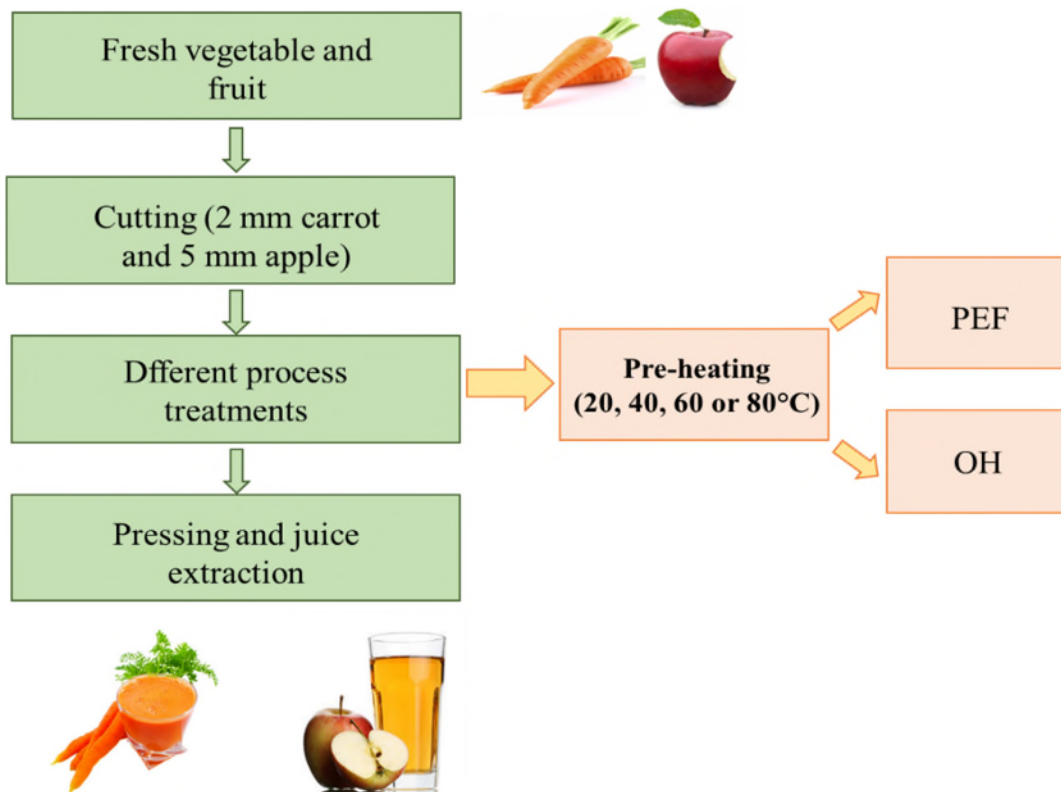 Fresh vegetable and
fruit
Cutting (2 mm carrot
and 5 mm apple)
Dfferent process
treatments
Pressing and juice
extraction
Pre-heating
(20, 40, 60 or 80°C)
PEF
OH